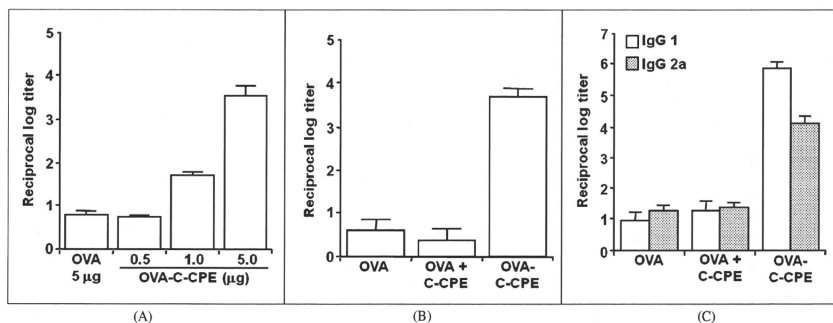 Reciprocal log titer
5
4
3
2
1
0
OVA
5 μg
0.5
1.0
5.0
OVA-C-CPE (μg)
(A)
Reciprocal log titer
5
4
3
2
1
0
OVA
OVA +
C-CPE
OVA-
C-CPE
(B)
Reciprocal log titer
7
6
5
4
3
2
1
0
IgG 1
IgG 2a
OVA
OVA +
C-CPE
OVA-
C-CPE
(C)